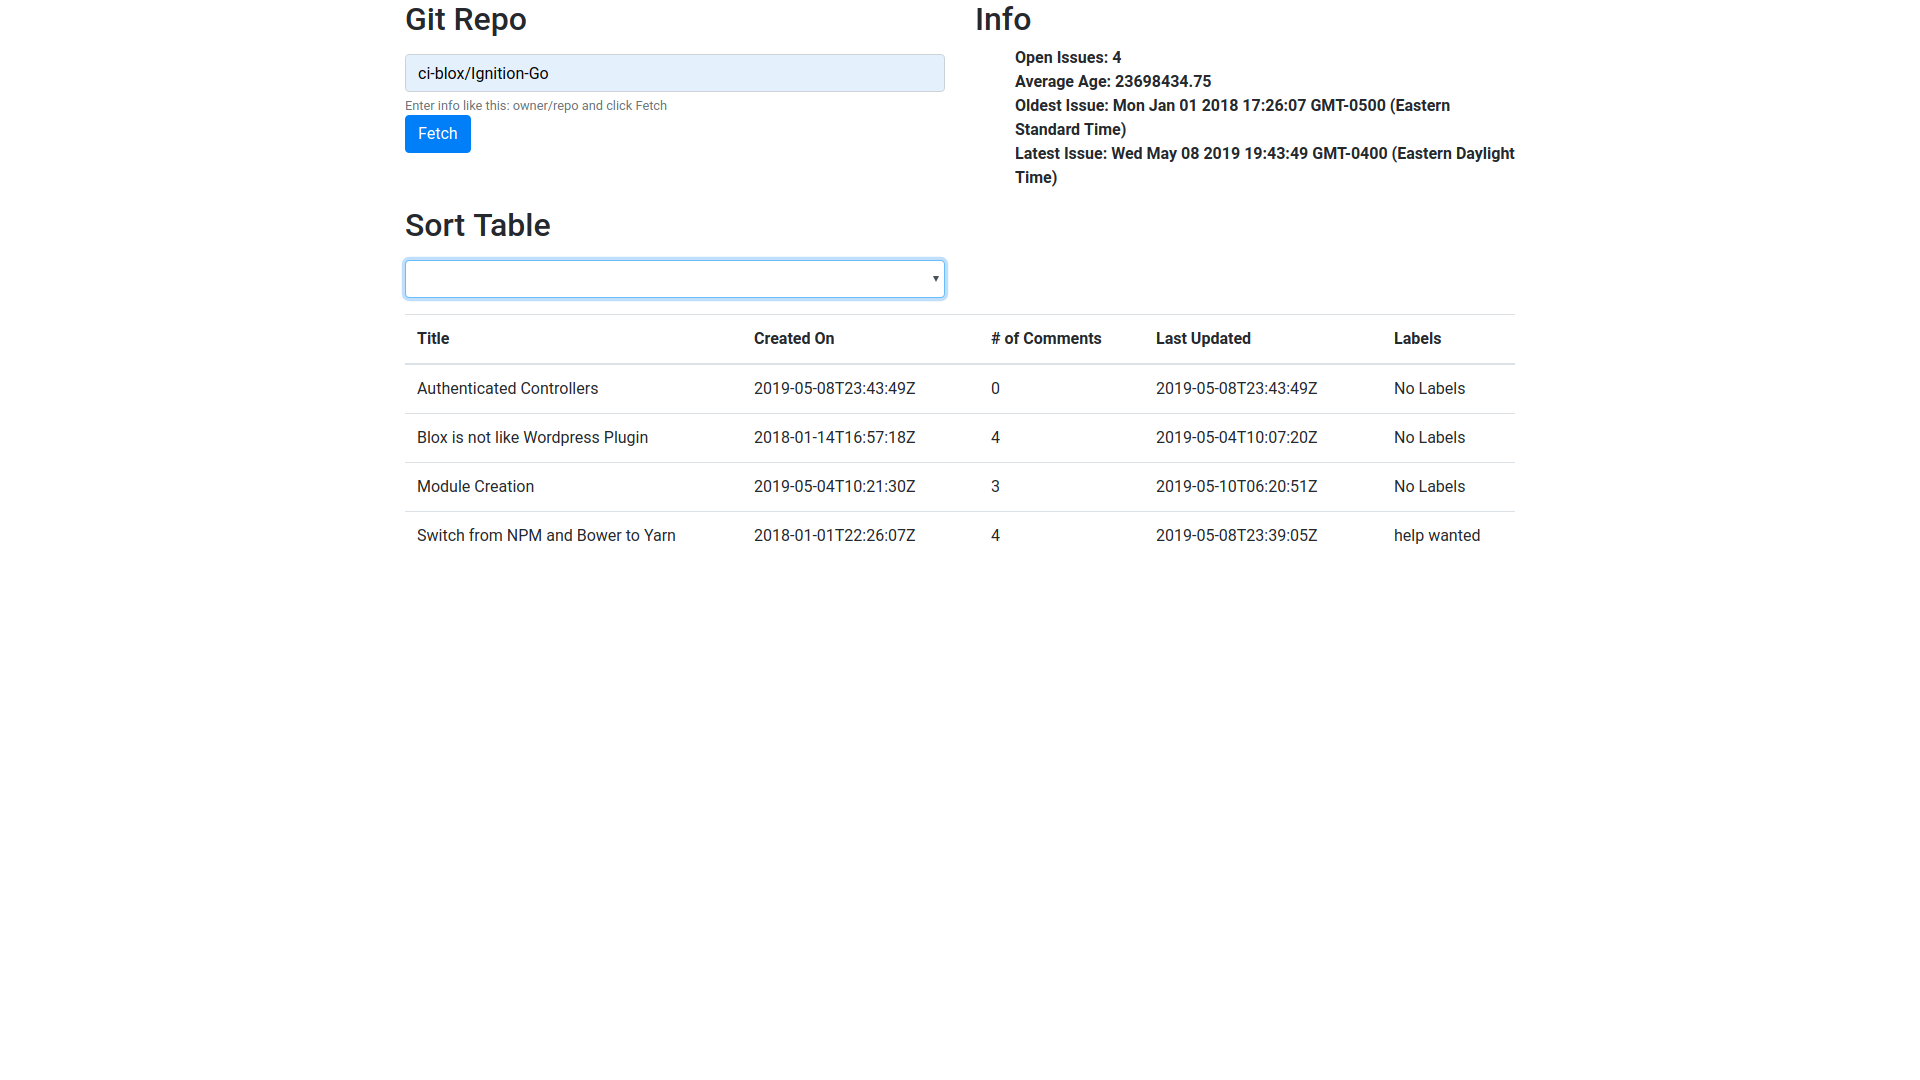 Git Repo
ci-blox/Ignition-Go
Enter info like this: owner/repo and click Fetch
Fetch
Info
Open Issues: 4
Average Age: 23698434.75
Oldest Issue: Mon Jan 01 2018 17:26:07 GMT-0500 (Eastern
Standard Time)
Latest Issue: Wed May 08 2019 19:43:49 GMT-0400 (Eastern Daylight
Time)
Sort Table
Title Created On # of Comments Last Updated Labels
Authenticated Controllers 2019-05-08T23:43:49Z 0 2019-05-08T23:43:49Z No Labels
Blox is not like Wordpress Plugin 2018-01-14T16:57:18Z 4 2019-05-04T10:07:20Z No Labels
Module Creation 2019-05-04T10:21:30Z 3 2019-05-10T06:20:51Z No Labels
Switch from NPM and Bower to Yarn 2018-01-01T22:26:07Z 4 2019-05-08T23:39:05Z help wanted